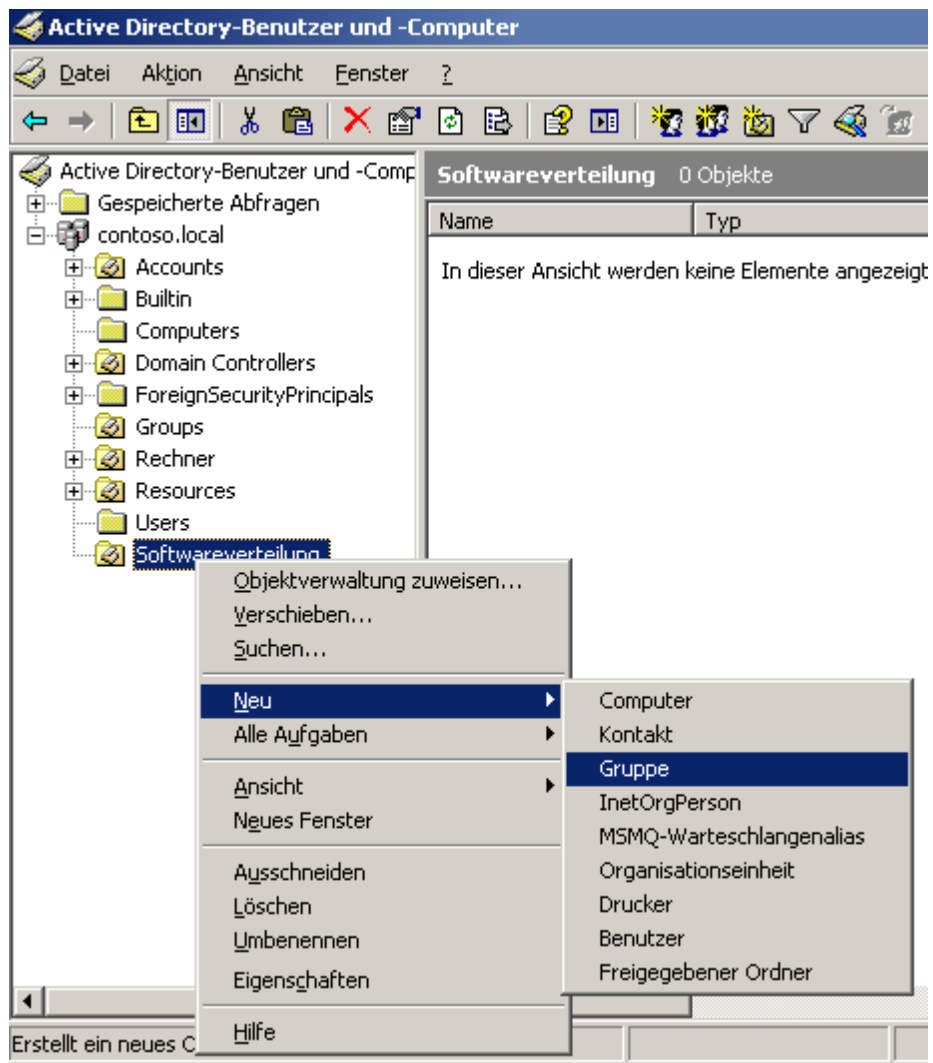 Active Directory-Benutzer und -Computer
Datei Aktion Ansicht Fenster ?
Active Directory-Benutzer und -Comp
Gespeicherte Abfragen
contoso.local
Accounts
Builtin
Computers
Domain Controllers
ForeignSecurityPrincipals
Groups
Rechner
Resources
Users
Softwareverteilung
Softwareverteilung 0 Objekte
Name Typ
In dieser Ansicht werden keine Elemente angezeigt
Objektverwaltung zuweisen...
Verschieben...
Suchen...
Neu
Alle Aufgaben
Ansicht
Neues Fenster
Ausschneiden
Löschen
Umbenennen
Eigenschaften
Hilfe
Computer
Kontakt
Gruppe
InetOrgPerson
MSMQ-Warteschlangenalias
Organisationseinheit
Drucker
Benutzer
Freigegebener Ordner
Erstellt ein neues